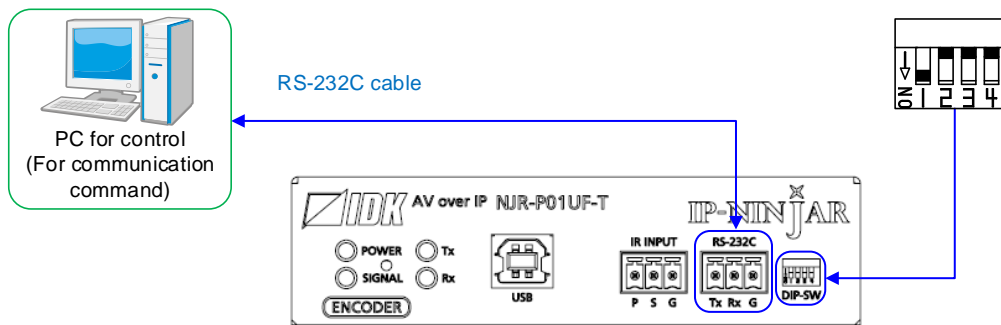 RS-232C cable
PC for control
(For communication
command)
ON 1 2 3 4
IDK AV over IP NJR-P01UF-T
IP-NINJAR
POWER Tx
SIGNAL Rx
ENCODER
USB
IR INPUT
P S G
RS-232C
Tx Rx G
DIP-SW